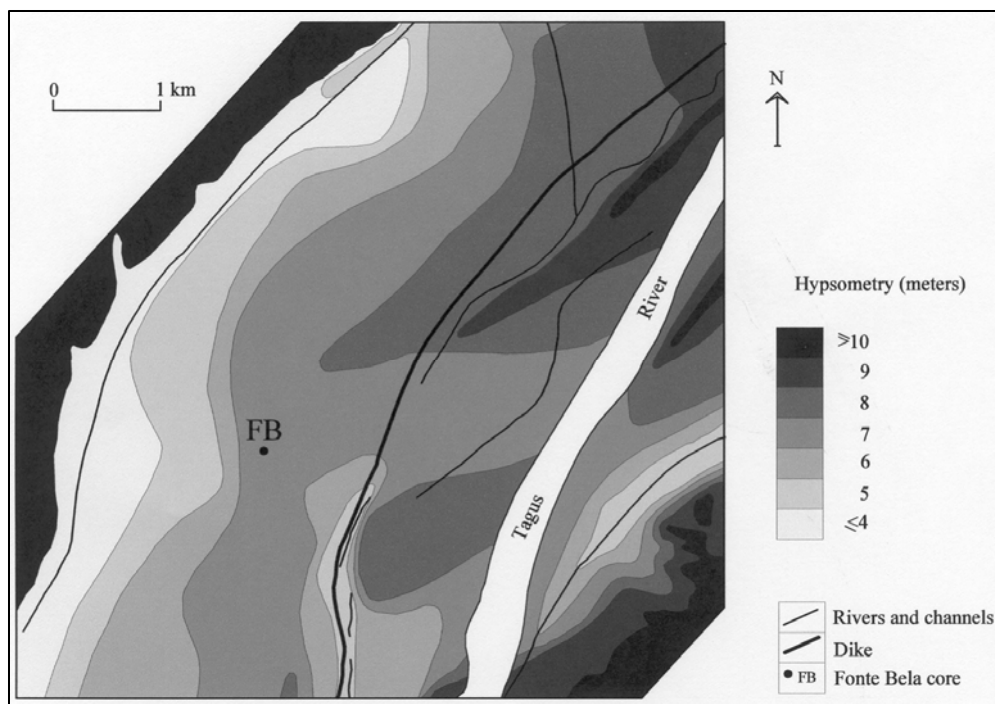 0 1 km
N
Hypsometry (meters)
⩾10
9
8
7
6
5
⩽4
River
Tagus
FB
Rivers and channels
Dike
FB Fonte Bela core